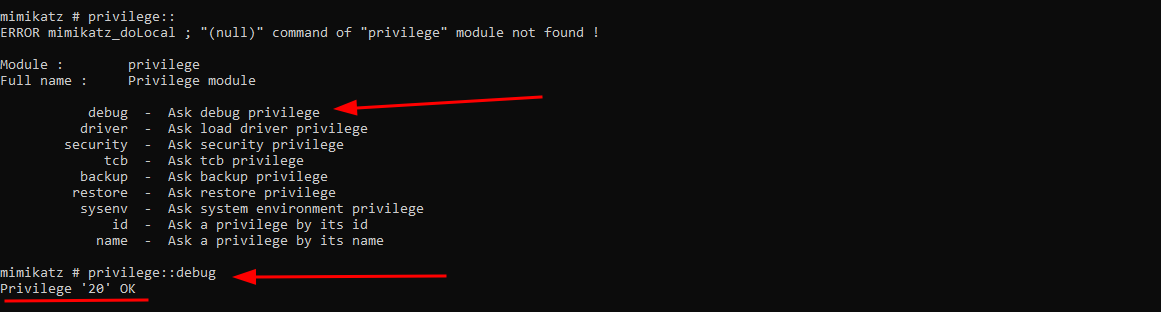 mimikatz # privilege::
ERROR mimikatz_doLocal ; "(null)" command of "privilege" module not found !
Module :        privilege
Full name :     Privilege module
debug  -  Ask debug privilege
driver  -  Ask load driver privilege
security  -  Ask security privilege
tcb  -  Ask tcb privilege
backup  -  Ask backup privilege
restore  -  Ask restore privilege
sysenv  -  Ask system environment privilege
id  -  Ask a privilege by its id
name  -  Ask a privilege by its name
mimikatz # privilege::debug
Privilege '20' OK